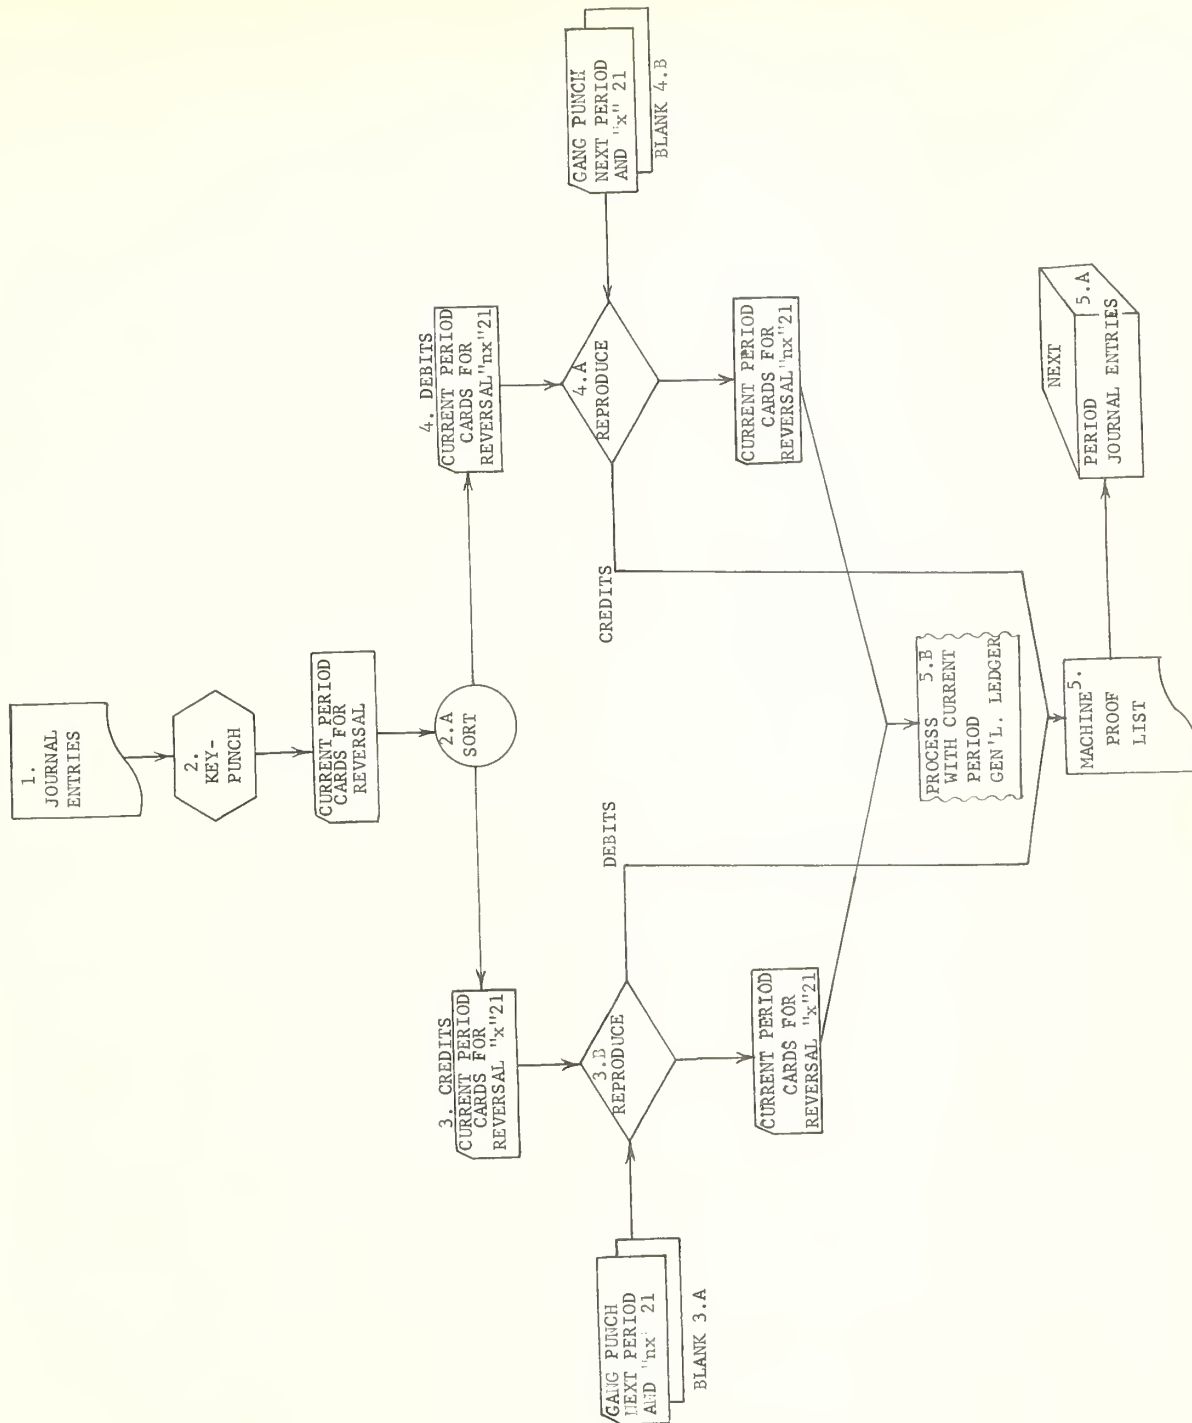 1.
JOURNAL
ENTRIES
2.
KEY-
PUNCH
CURRENT PERIOD
CARDS FOR
REVERSAL
2.A
SORT
3. CREDITS
CURRENT PERIOD
CARDS FOR
REVERSAL "x"21
4. DEBITS
CURRENT PERIOD
CARDS FOR
REVERSAL"nx"21
GANG PUNCH
NEXT PERIOD
AND "nx" 21
BLANK 3.A
3.B
REPRODUCE
DEBITS
CREDITS
4.A
REPRODUCE
GANG PUNCH
NEXT PERIOD
AND "x" 21
BLANK 4.B
CURRENT PERIOD
CARDS FOR
REVERSAL "x"21
CURRENT PERIOD
CARDS FOR
REVERSAL"nx"21
PROCESS 5.B
WITH CURRENT
PERIOD
GEN'L. LEDGER
MACHINE 5.
PROOF
LIST
NEXT
PERIOD 5.A
JOURNAL ENTRIES